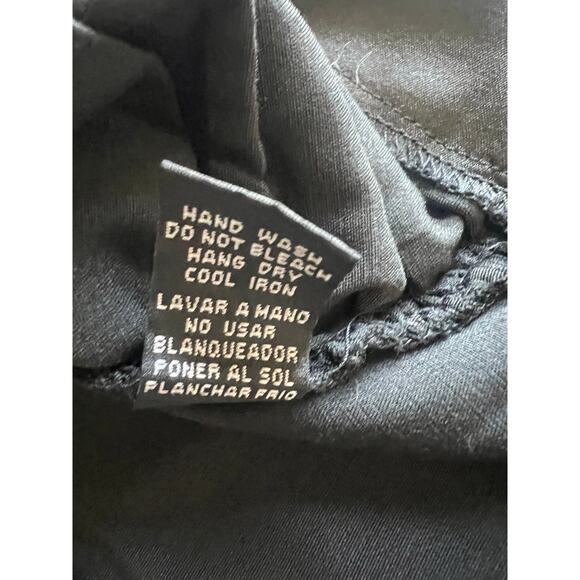 HAND WASH
DO NOT BLEACH
HANG DRY
COOL IRON
LAVAR A MANO
NO USAR
BLANQUEADOR
PONER AL SOL
PLANCHAR FRIO